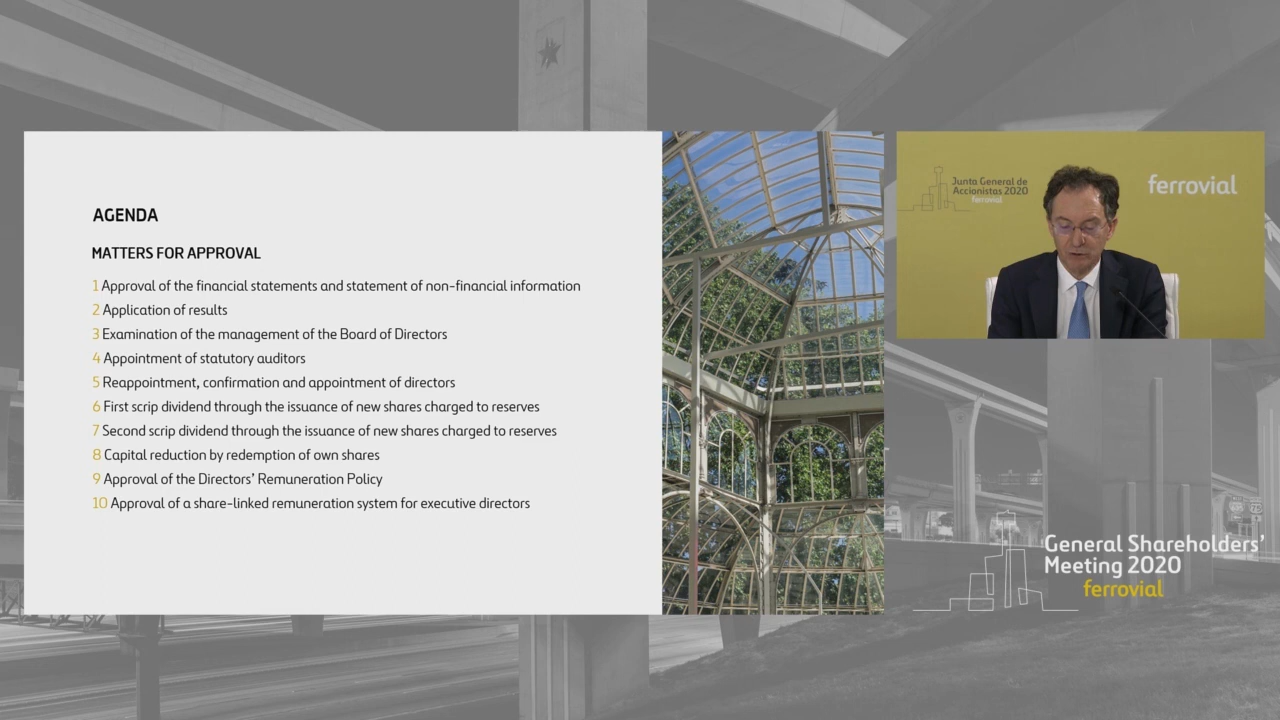 AGENDA
MATTERS FOR APPROVAL
1 Approval of the financial statements and statement of non-financial information
2 Application of results
3 Examination of the management of the Board of Directors
4 Appointment of statutory auditors
5 Reappointment, confirmation and appointment of directors
6 First scrip dividend through the issuance of new shares charged to reserves
7 Second scrip dividend through the issuance of new shares charged to reserves
8 Capital reduction by redemption of own shares
9 Approval of the Directors' Remuneration Policy
10 Approval of a share-linked remuneration system for executive directors
Junta General de
Accionistas 2020
ferrovial
ferrovial
General Shareholders'
Meeting 2020
ferrovial